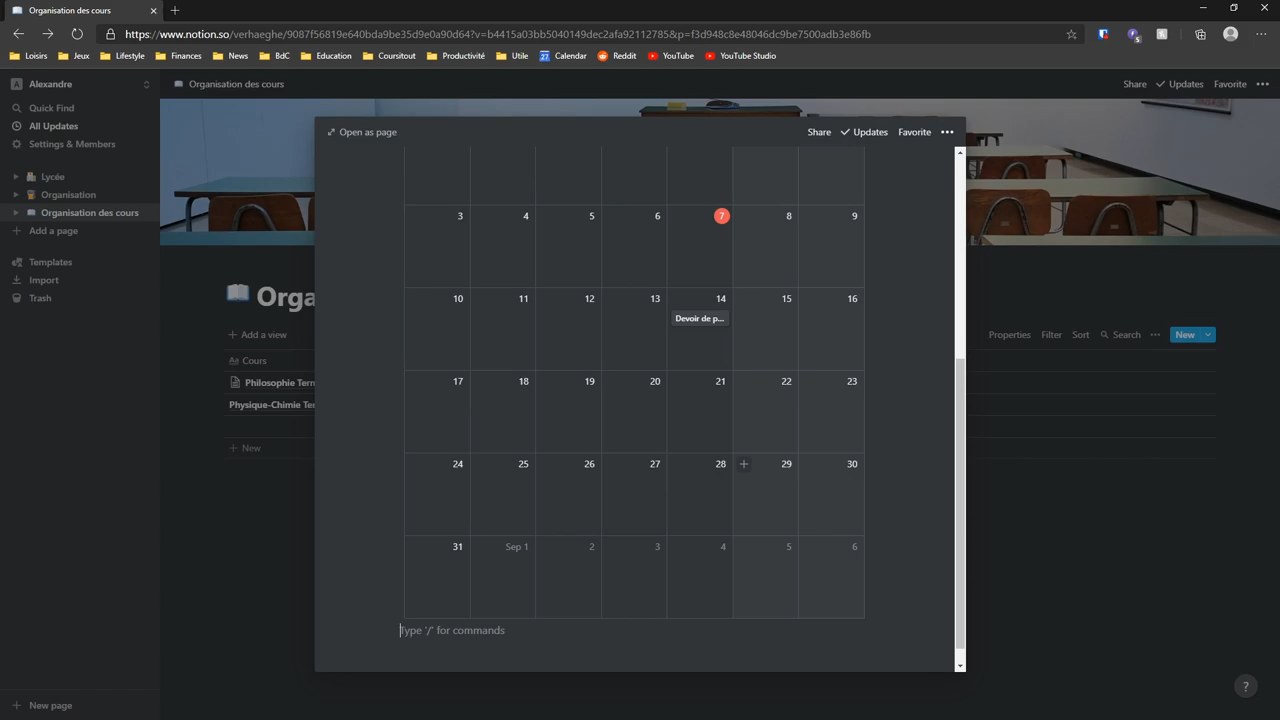 Organisation des cours
https://www.notion.so/verhaeghe/9087f56819e640bda9be35d9e0a90d64?v=b4415a03bb5040149dec2afa92112785&p=f3d948c8e48046dc9be7500adb3e86fb
Loisirs Jeux Lifestyle Finances News BdC Education Coursitout Productivité Utile Calendar Reddit YouTube YouTube Studio
A Alexandre
Organisation des cours
Share Updates Favorite
Quick Find
All Updates
Settings & Members
Lycée
Organisation
Organisation des cours
Add a page
Templates
Import
Trash
New page
Orga
Add a view
Properties Filter Sort Search New
Aa Cours
Philosophie Tern
Physique-Chimie Te
New
Open as page
Share Updates Favorite
3 4 5 6 7 8 9
10 11 12 13 14 15 16
Devoir de p...
17 18 19 20 21 22 23
24 25 26 27 28 29 30
31 Sep 1 2 3 4 5 6
Type '/' for commands
?